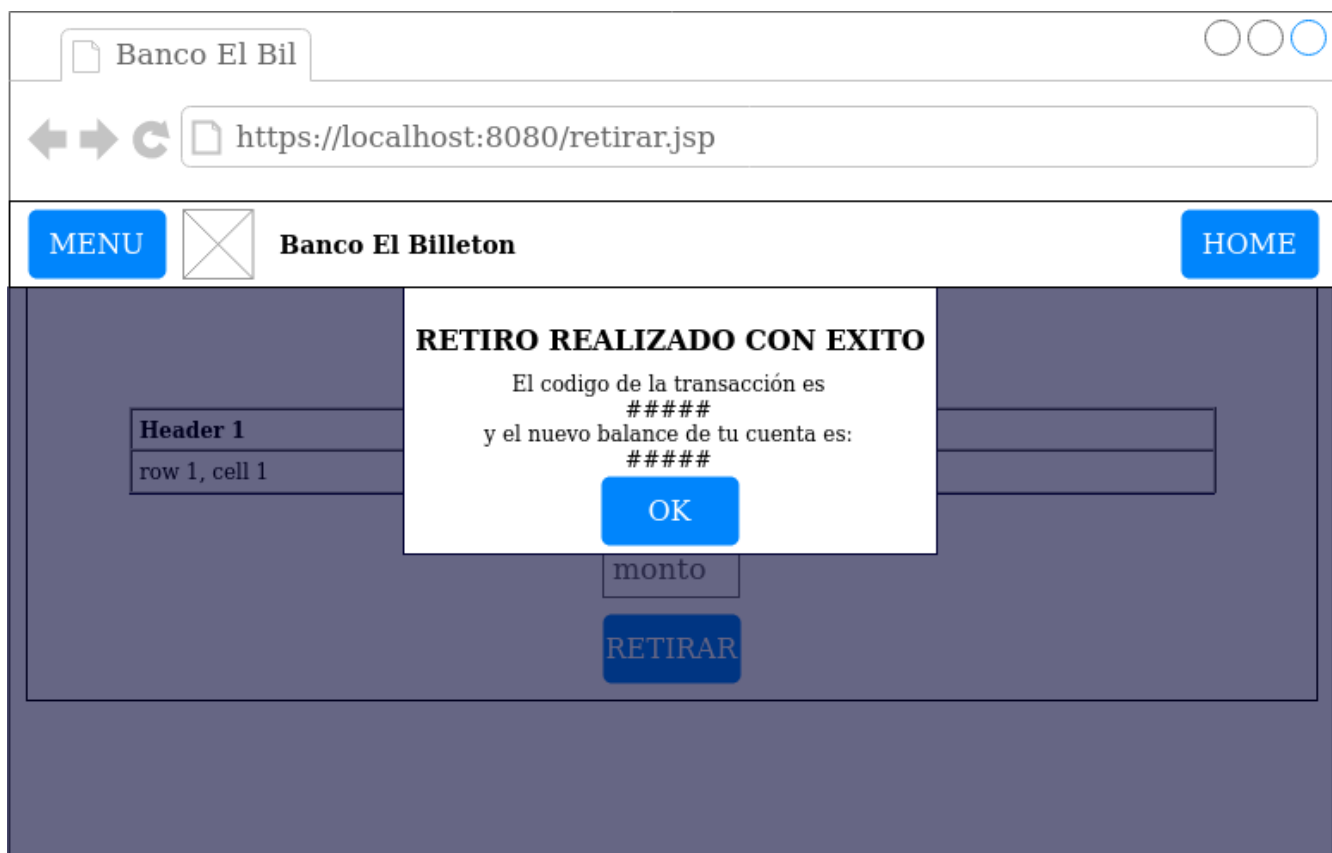 Banco El Bil
https://localhost:8080/retirar.jsp
MENU
Banco El Billeton
HOME
RETIRO REALIZADO CON EXITO
El codigo de la transacción es
#####
y el nuevo balance de tu cuenta es:
#####
OK
Header 1
row 1, cell 1
monto
RETIRAR